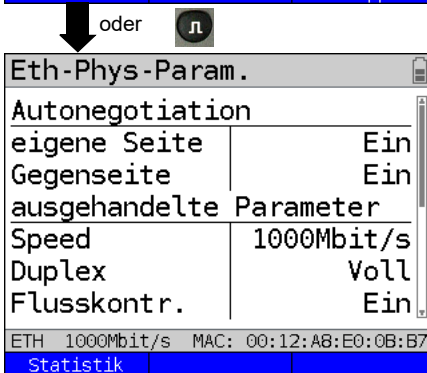 oder
Eth-Phys-Param.
Autonegotiation
eigene Seite Ein
Gegenseite Ein
ausgehandelte Parameter
Speed 1000Mbit/s
Duplex Voll
Flusskontr. Ein
ETH 1000Mbit/s MAC: 00:12:A8:E0:0B:B7
Statistik